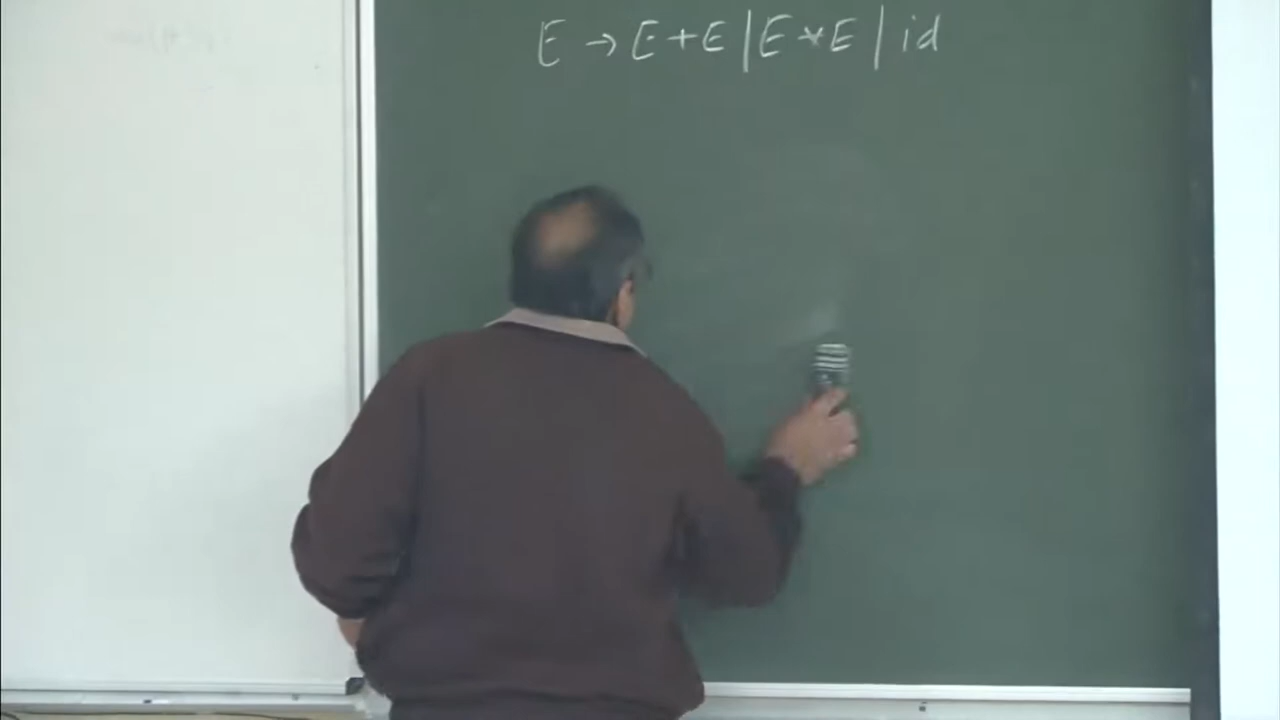 E → E + E | E * E | id